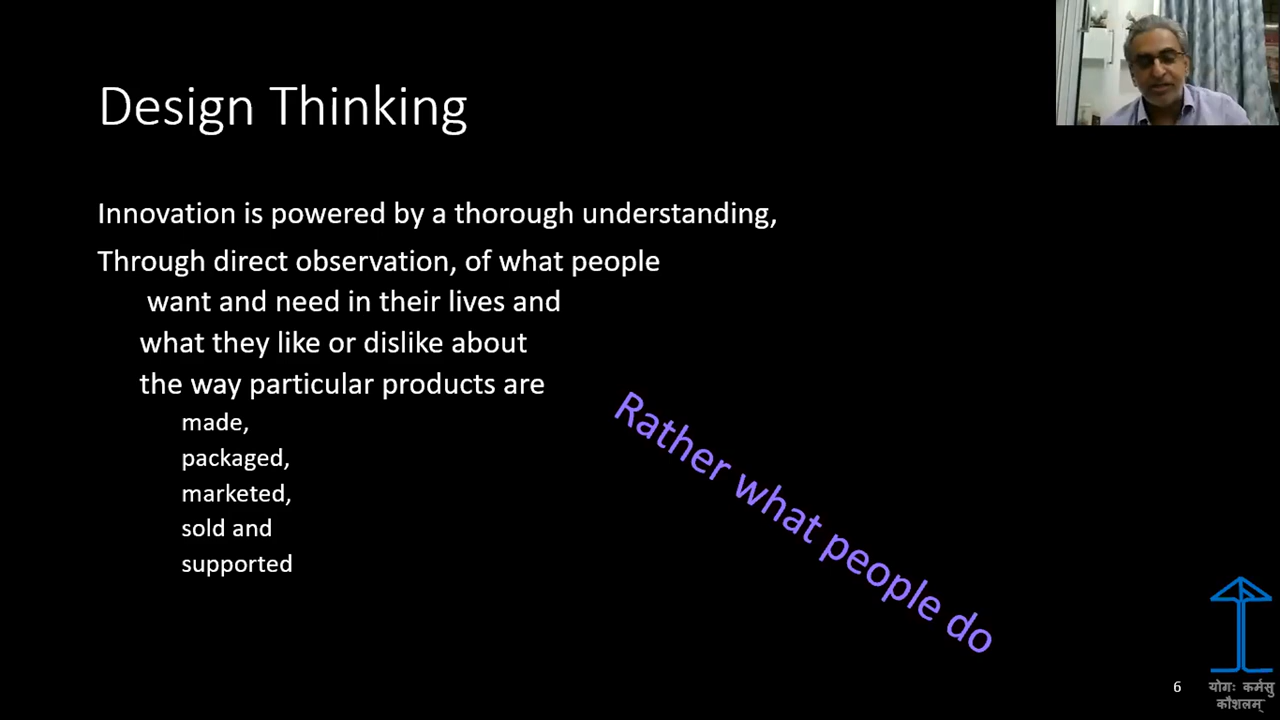 Design Thinking
Innovation is powered by a thorough understanding,
Through direct observation, of what people
want and need in their lives and
what they like or dislike about
the way particular products are
made,
packaged,
marketed,
sold and
supported
Rather what people do
6
योगः कर्मसु
कौशलम्